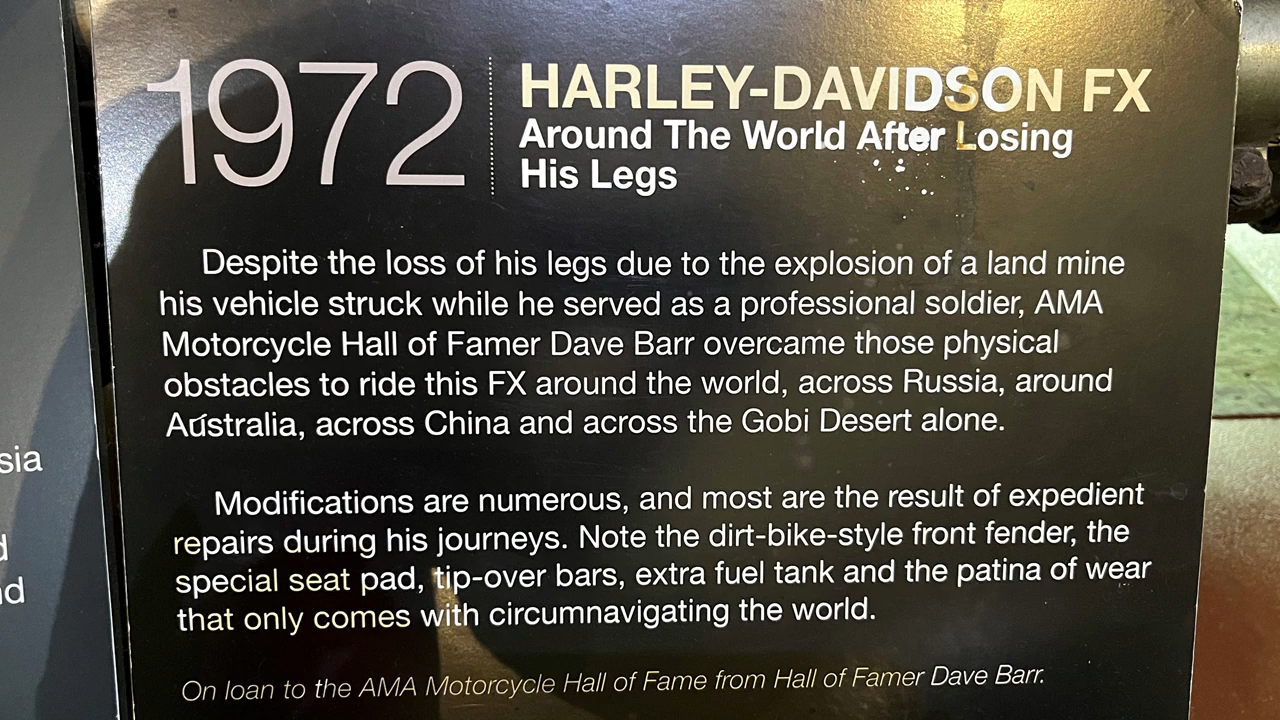 1972
HARLEY-DAVIDSON FX
Around The World After Losing
His Legs
Despite the loss of his legs due to the explosion of a land mine
his vehicle struck while he served as a professional soldier, AMA
Motorcycle Hall of Famer Dave Barr overcame those physical
obstacles to ride this FX around the world, across Russia, around
Australia, across China and across the Gobi Desert alone.
Modifications are numerous, and most are the result of expedient
repairs during his journeys. Note the dirt-bike-style front fender, the
special seat pad, tip-over bars, extra fuel tank and the patina of wear
that only comes with circumnavigating the world.
On loan to the AMA Motorcycle Hall of Fame from Hall of Famer Dave Barr.